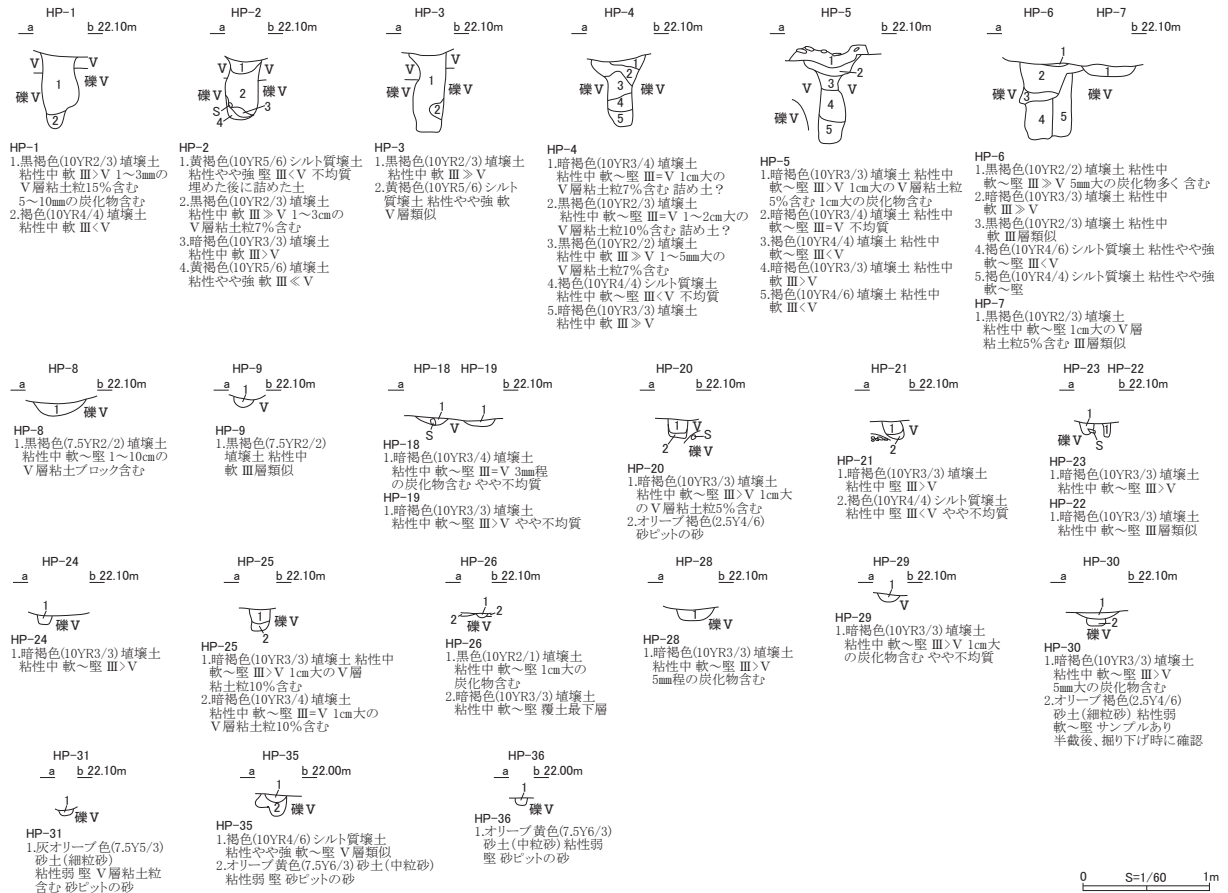 HP-1
a b 22.10m
V V
礫V 礫V
1
2
HP-1
1.黒褐色(10YR2/3) 埴壌土
粘性中 軟 Ⅲ>V 1〜3㎜の
V層粘土粒15%含む
5〜10㎜の炭化物含む
2.褐色(10YR4/4) 埴壌土
粘性中 軟 Ⅲ<V
HP-2
a b 22.10m
V V
礫V
1
2
S
4 3
HP-2
1.黄褐色(10YR5/6) シルト質壌土
粘性やや強 堅 Ⅲ<V 不均質
埋めた後に詰めた土
2.黒褐色(10YR2/3) 埴壌土
粘性中 軟 Ⅲ≫V 1〜3㎝の
V層粘土粒7%含む
3.暗褐色(10YR3/3) 埴壌土
粘性中 軟 Ⅲ>V
4.黄褐色(10YR5/6) 埴壌土
粘性やや強 軟 Ⅲ≪V
HP-3
a b 22.10m
V V
礫V 礫V
1
2
HP-3
1.黒褐色(10YR2/3) 埴壌土
粘性中 軟 Ⅲ≫V
2.黄褐色(10YR5/6) シルト
質壌土 粘性やや強 軟
V層類似
HP-4
a b 22.10m
1
2
3
4
5
礫V 礫V
HP-4
1.暗褐色(10YR3/4) 埴壌土
粘性中 軟〜堅 Ⅲ=V 1㎝大の
V層粘土粒7%含む 詰め土？
2.黒褐色(10YR2/3) 埴壌土
粘性中 軟〜堅 Ⅲ=V 1〜2㎝大の
V層粘土粒10%含む 詰め土？
3.黒褐色(10YR2/2) 埴壌土
粘性中 軟 Ⅲ≫V 1〜5㎜大の
V層粘土粒7%含む
4.褐色(10YR4/4) シルト質壌土
粘性中 軟〜堅 Ⅲ<V 不均質
5.暗褐色(10YR3/3) 埴壌土
粘性中 軟 Ⅲ≫V
HP-5
a b 22.10m
1
2
3
V V
4
5
礫V
HP-5
1.暗褐色(10YR3/3) 埴壌土 粘性中
軟〜堅 Ⅲ>V 1㎝大のV層粘土粒
5%含む 1㎝大の炭化物含む
2.暗褐色(10YR3/4) 埴壌土 粘性中
軟〜堅 Ⅲ=V 不均質
3.褐色(10YR4/4) 埴壌土 粘性中
軟〜堅 Ⅲ<V
4.暗褐色(10YR3/3) 埴壌土 粘性中
軟 Ⅲ>V
5.褐色(10YR4/6) 埴壌土 粘性中
軟 Ⅲ<V
HP-6 HP-7
a b 22.10m
1
2
3
4 5
1
礫V 礫V
HP-6
1.黒褐色(10YR2/2) 埴壌土 粘性中
軟〜堅 Ⅲ≫V 5㎜大の炭化物多く含む
2.暗褐色(10YR2/3) 埴壌土 粘性中
軟 Ⅲ≫V
3.黒褐色(10YR2/3) 埴壌土 粘性中
軟 Ⅲ層類似
4.褐色(10YR4/6) シルト質壌土 粘性やや強
軟〜堅 Ⅲ<V
5.褐色(10YR4/4) シルト質壌土 粘性やや強
軟〜堅
HP-7
1.黒褐色(10YR2/3) 埴壌土
粘性中 軟〜堅 1㎝大のV層
粘土粒5%含む Ⅲ層類似
HP-8
a b 22.10m
1 礫V
HP-8
1.黒褐色(7.5YR2/2) 埴壌土
粘性中 軟〜堅 1〜10㎝の
V層粘土ブロック含む
HP-9
a b 22.10m
1
V
HP-9
1.黒褐色(7.5YR2/2)
埴壌土 粘性中
軟 Ⅲ層類似
HP-18 HP-19
a b 22.10m
1 1
S V
HP-18
1.暗褐色(10YR3/4) 埴壌土
粘性中 軟〜堅 Ⅲ=V 3㎜程
の炭化物含む やや不均質
HP-19
1.暗褐色(10YR3/3) 埴壌土
粘性中 軟〜堅 Ⅲ>V やや不均質
HP-20
a b 22.10m
1
S
2 礫V
HP-20
1.暗褐色(10YR3/3) 埴壌土
粘性中 軟〜堅 Ⅲ>V 1㎝大
のV層粘土粒5%含む
2.オリーブ褐色(2.5Y4/6)
砂ピットの砂
HP-21
a b 22.10m
1 礫V
2
HP-21
1.暗褐色(10YR3/3) 埴壌土
粘性中 堅 Ⅲ>V
2.褐色(10YR4/4) シルト質壌土
粘性中 堅 Ⅲ<V やや不均質
HP-23 HP-22
a b 22.10m
1
1
礫V S
HP-23
1.暗褐色(10YR3/3) 埴壌土
粘性中 軟〜堅 Ⅲ>V
HP-22
1.暗褐色(10YR3/3) 埴壌土
粘性中 軟〜堅 Ⅲ層類似
HP-24
a b 22.10m
1
礫V
HP-24
1.暗褐色(10YR3/3) 埴壌土
粘性中 軟〜堅 Ⅲ>V
HP-25
a b 22.10m
1 礫V
2
HP-25
1.暗褐色(10YR3/3) 埴壌土 粘性中
軟〜堅 Ⅲ>V 1㎝大のV層
粘土粒10%含む
2.暗褐色(10YR3/4) 埴壌土
粘性中 軟〜堅 Ⅲ=V 1㎝大の
V層粘土粒10%含む
HP-26
a b 22.10m
1
2 2
礫V
HP-26
1.黒色(10YR2/1) 埴壌土
粘性中 軟〜堅 1㎝大の
炭化物含む
2.暗褐色(10YR3/3) 埴壌土
粘性中 軟〜堅 覆土最下層
HP-28
a b 22.10m
1 礫V
HP-28
1.暗褐色(10YR3/3) 埴壌土
粘性中 軟〜堅 Ⅲ>V
5㎜程の炭化物含む
HP-29
a b 22.10m
1
V
HP-29
1.暗褐色(10YR3/3) 埴壌土
粘性中 軟〜堅 Ⅲ>V 1㎝大
の炭化物含む やや不均質
HP-30
a b 22.10m
1
2
礫V
HP-30
1.暗褐色(10YR3/3) 埴壌土
粘性中 軟〜堅 Ⅲ>V
5㎜大の炭化物含む
2.オリーブ褐色(2.5Y4/6)
砂土(細粒砂) 粘性弱
軟〜堅 サンプルあり
半截後、掘り下げ時に確認
HP-31
a b 22.10m
1
礫V
HP-31
1.灰オリーブ色(7.5Y5/3)
砂土(細粒砂)
粘性弱 堅 V層粘土粒
含む 砂ピットの砂
HP-35
a b 22.00m
1
2 礫V
HP-35
1.褐色(10YR4/6) シルト質壌土
粘性やや強 軟〜堅 V層類似
2.オリーブ黄色(7.5Y6/3) 砂土(中粒砂)
粘性弱 堅 砂ピットの砂
HP-36
a b 22.00m
1
礫V
HP-36
1.オリーブ黄色(7.5Y6/3)
砂土(中粒砂) 粘性弱
堅 砂ピットの砂
0 S=1/60 1m